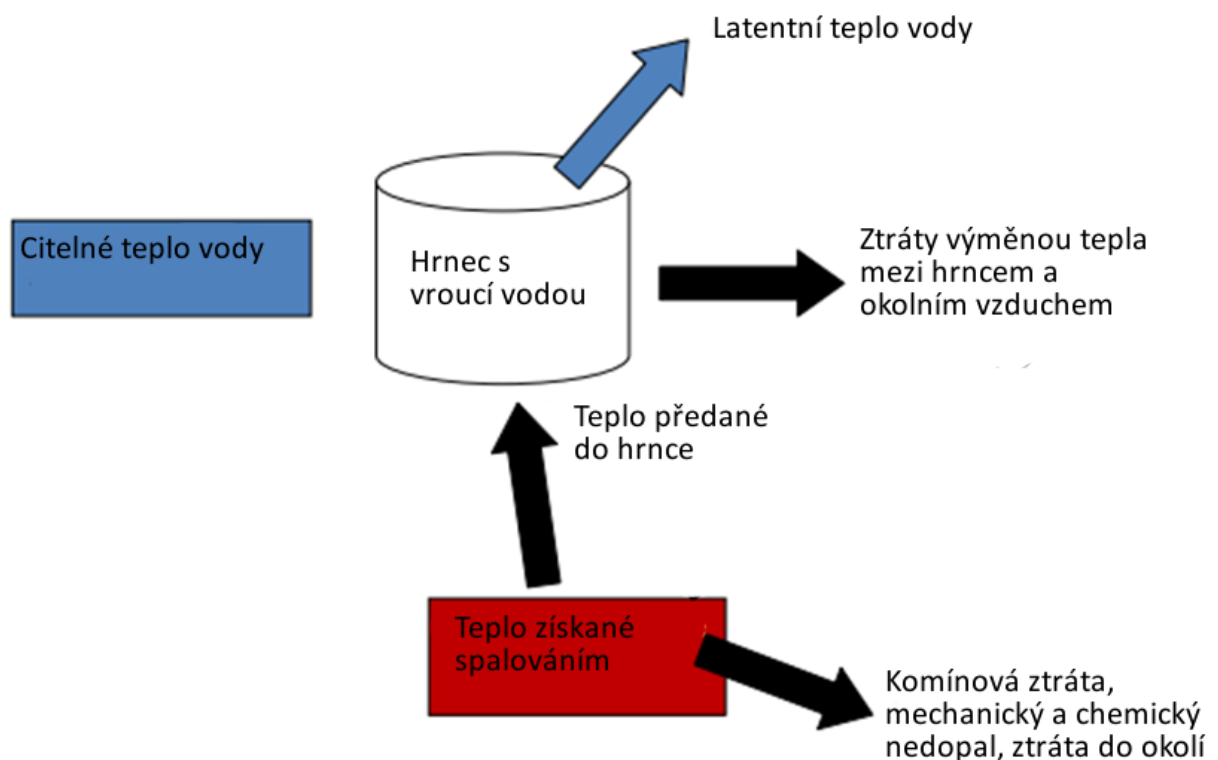 Latentní teplo vody
Citelné teplo vody
Hrnec s
vroucí vodou
Ztráty výměnou tepla
mezi hrncem a
okolním vzduchem
Teplo předané
do hrnce
Teplo získané
spalováním
Komínová ztráta,
mechanický a chemický
nedopal, ztráta do okolí